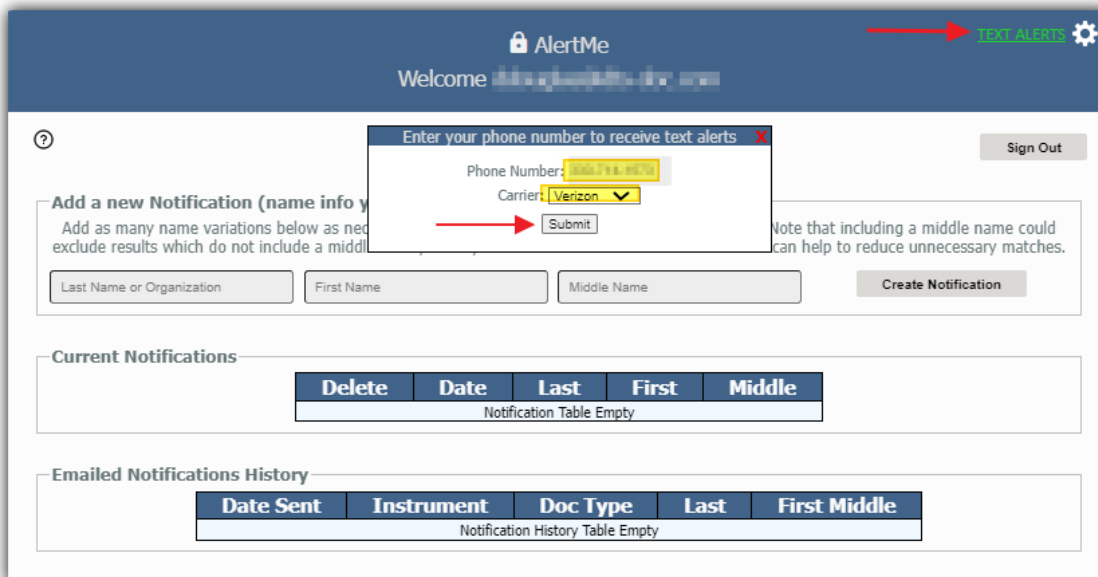 TEXT ALERTS
AlertMe
Welcome
?
Enter your phone number to receive text alerts X
Sign Out
Phone Number:
Carrier: Verizon
Submit
Add a new Notification (name info y
Add as many name variations below as Note that including a middle name could
exclude results which do not include a can help to reduce unnecessary matches.
Last Name or Organization First Name Middle Name Create Notification
Current Notifications
Delete Date Last First Middle
Notification Table Empty
Emailed Notifications History
Date Sent Instrument Doc Type Last First Middle
Notification History Table Empty